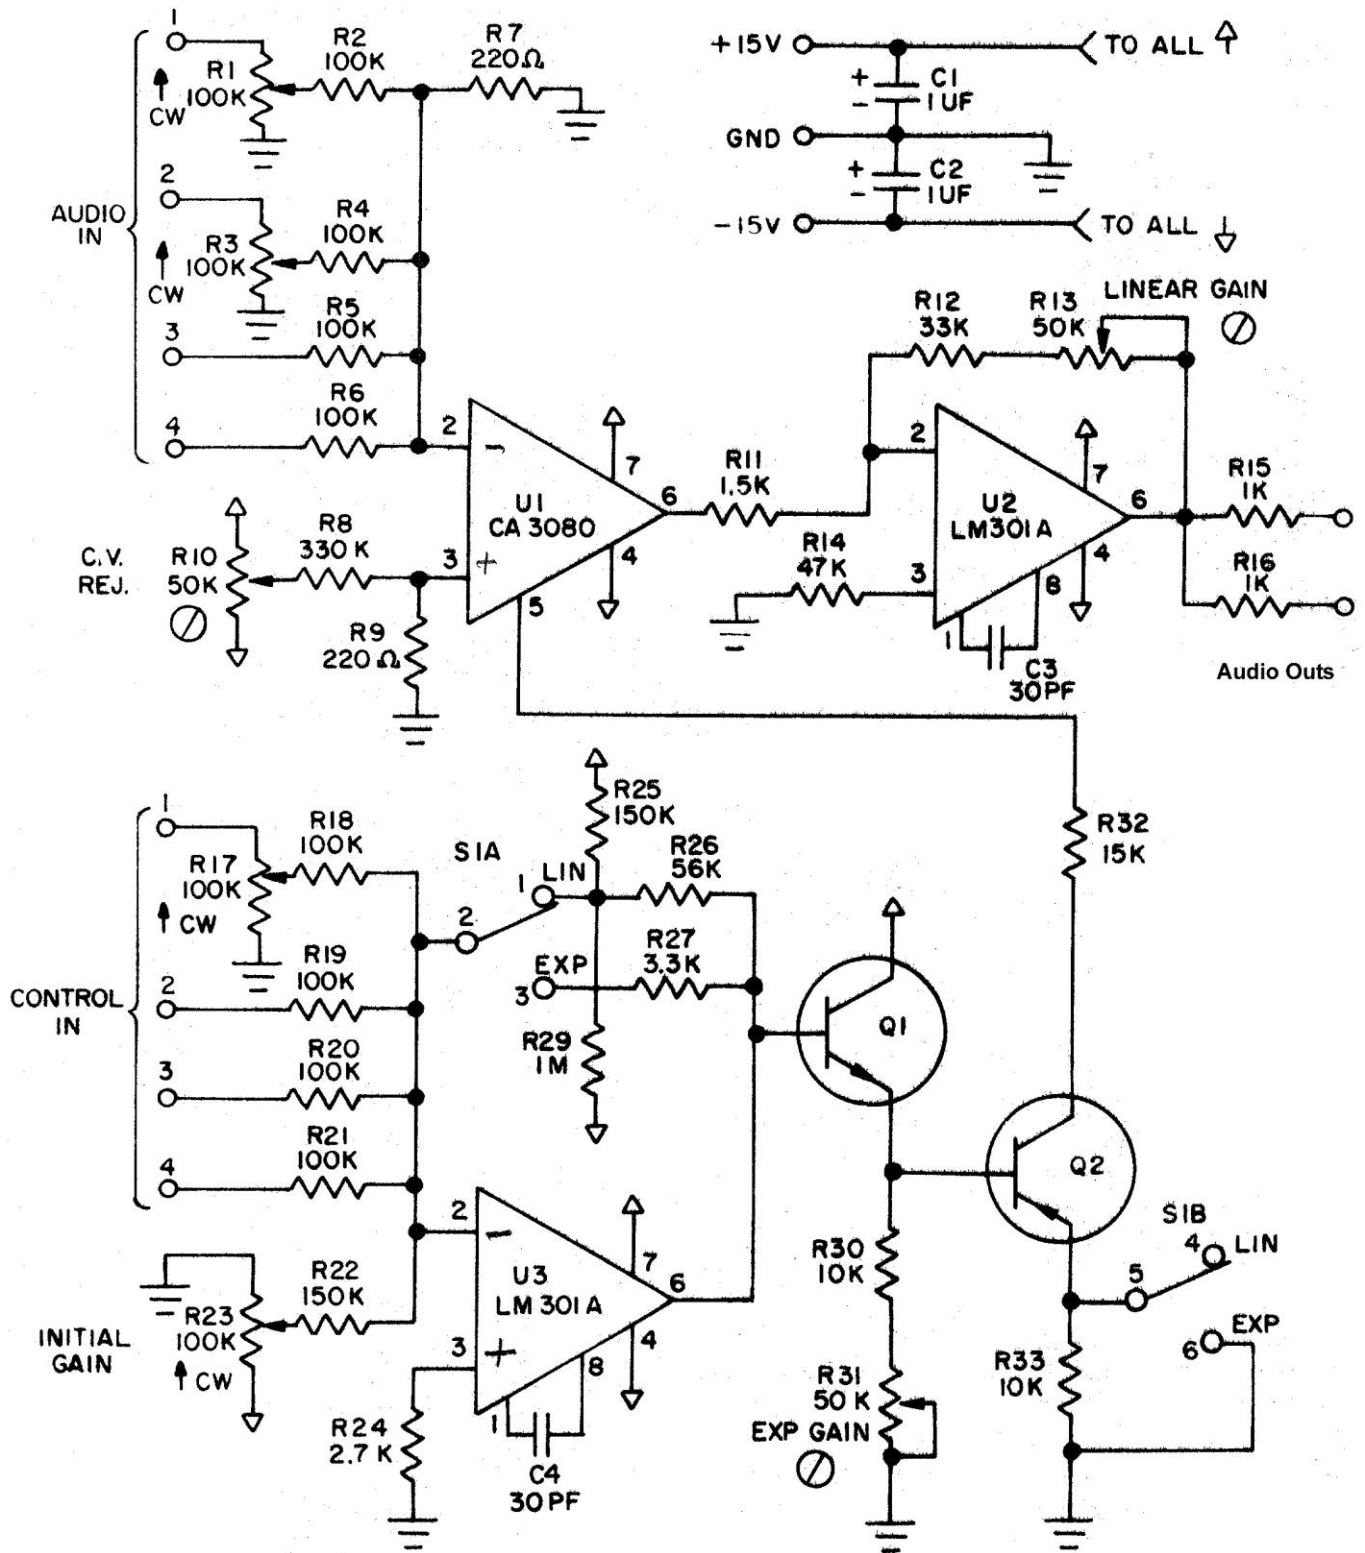 1
R1
100K
CW
R2
100K
R7
220Ω
2
AUDIO
IN
R3
100K
CW
R4
100K
3
R5
100K
4
R6
100K
+15V
TO ALL
+
-
C1
1UF
GND
+
-
C2
1UF
-15V
TO ALL
LINEAR GAIN
R12
33K
R13
50K
2
-
U1
CA 3080
7
6
4
3
+
5
R11
1.5K
2
U2
LM301A
7
6
4
3
8
1
R14
47K
C3
30PF
R15
1K
R16
1K
Audio Outs
C.V.
REJ.
R10
50K
R8
330K
R9
220Ω
1
R17
100K
CW
R18
100K
CONTROL
IN
2
R19
100K
3
R20
100K
4
R21
100K
S1A
1
LIN
2
EXP
3
R25
150K
R26
56K
R27
3.3K
R29
1M
R32
15K
Q1
Q2
INITIAL
GAIN
R23
100K
CW
R22
150K
2
-
U3
LM 301A
7
6
4
3
+
8
1
R24
2.7K
C4
30PF
R30
10K
R31
50K
EXP GAIN
S1B
4
LIN
5
6
EXP
R33
10K